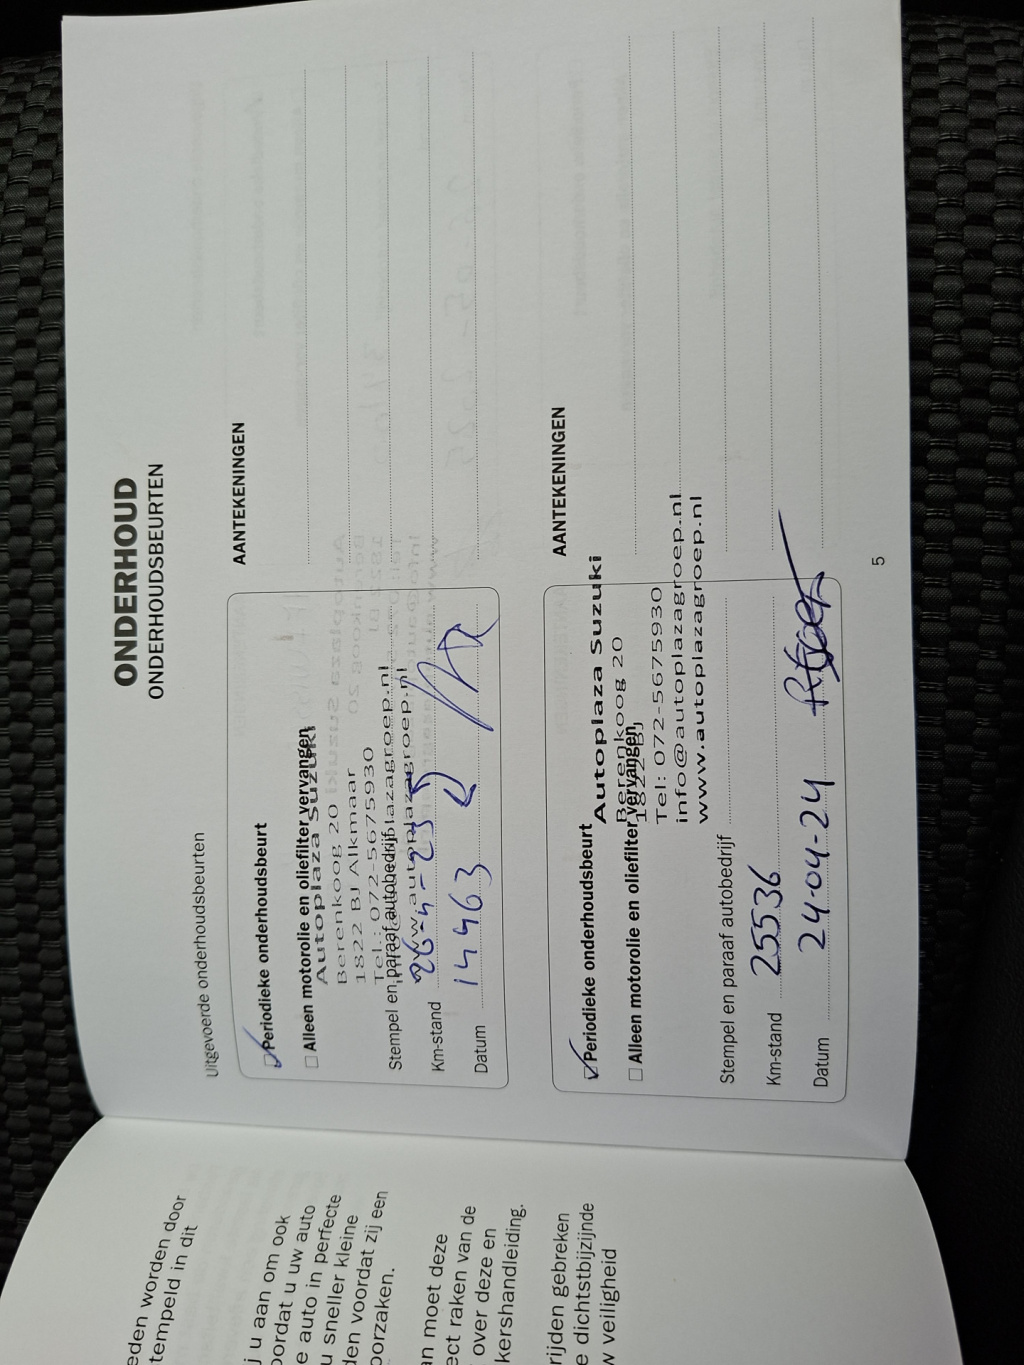 eden worden door
tempeld in dit
j u aan om ook
oordat u uw auto
e auto in perfecte
u sneller kleine
den voordat zij een
oorzaken.
an moet deze
ect raken van de
over deze en
kershandleiding.
rijden gebreken
e dichtstbijzijnde
w veiligheid
ONDERHOUD
ONDERHOUDSBEURTEN
Uitgevoerde onderhoudsbeurten
Periodieke onderhoudsbeurt
Alleen motorolie en oliefilter vervangen
Autoplaza Suzuki
Berenkoog 20
1822 BJ Alkmaar
Tel.: 072-5675930
Stempel en paraaf autobedrijf
www.autoplazagroep.nl
Km-stand 26-4-23
Datum 14463
AANTEKENINGEN
Periodieke onderhoudsbeurt
Autoplaza Suzuki
Berenkoog 20
Alleen motorolie en oliefilter vervangen
Tel: 072-5675930
info@autoplazagroep.nl
www.autoplazagroep.nl
Stempel en paraaf autobedrijf
Km-stand 25536
Datum 24-04-24
AANTEKENINGEN
5